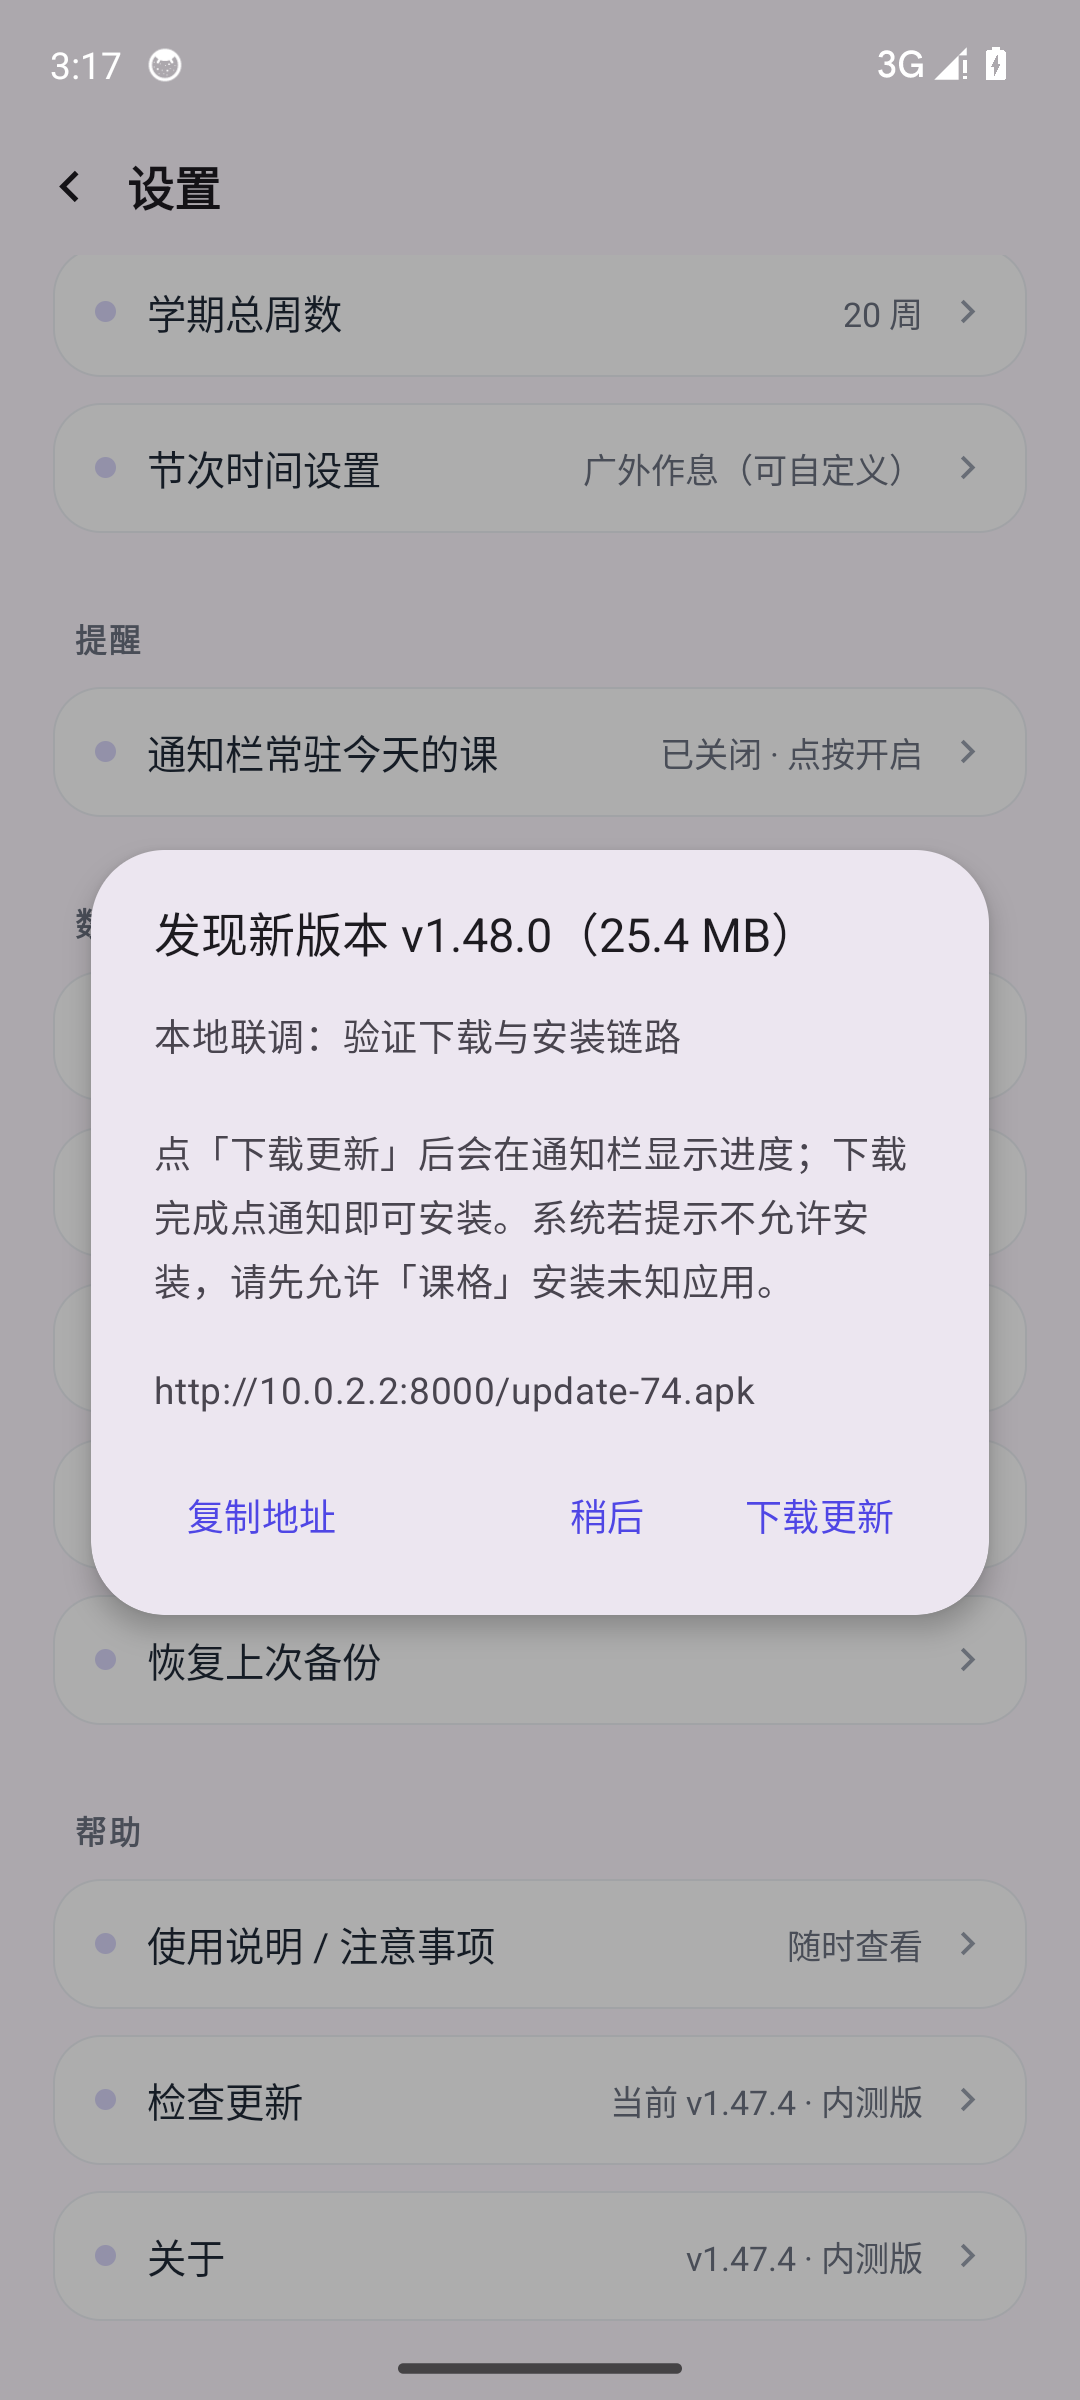 3:17
3G
设置
学期总周数
20 周
节次时间设置
广外作息（可自定义）
提醒
通知栏常驻今天的课
已关闭 · 点按开启
发现新版本 v1.48.0（25.4 MB）
本地联调：验证下载与安装链路
点「下载更新」后会在通知栏显示进度；下载
完成点通知即可安装。系统若提示不允许安
装，请先允许「课格」安装未知应用。
http://10.0.2.2:8000/update-74.apk
复制地址
稍后
下载更新
恢复上次备份
帮助
使用说明 / 注意事项
随时查看
检查更新
当前 v1.47.4 · 内测版
关于
v1.47.4 · 内测版